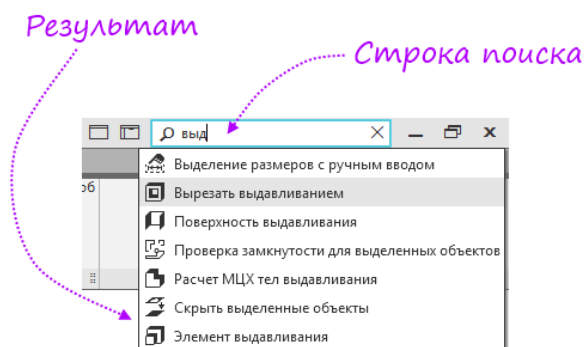 Результат
Строка поиска
выд
об
Выделение размеров с ручным вводом
Вырезать выдавливанием
Поверхность выдавливания
Проверка замкнутости для выделенных объектов
Расчет МЦХ тел выдавливания
Скрыть выделенные объекты
Элемент выдавливания